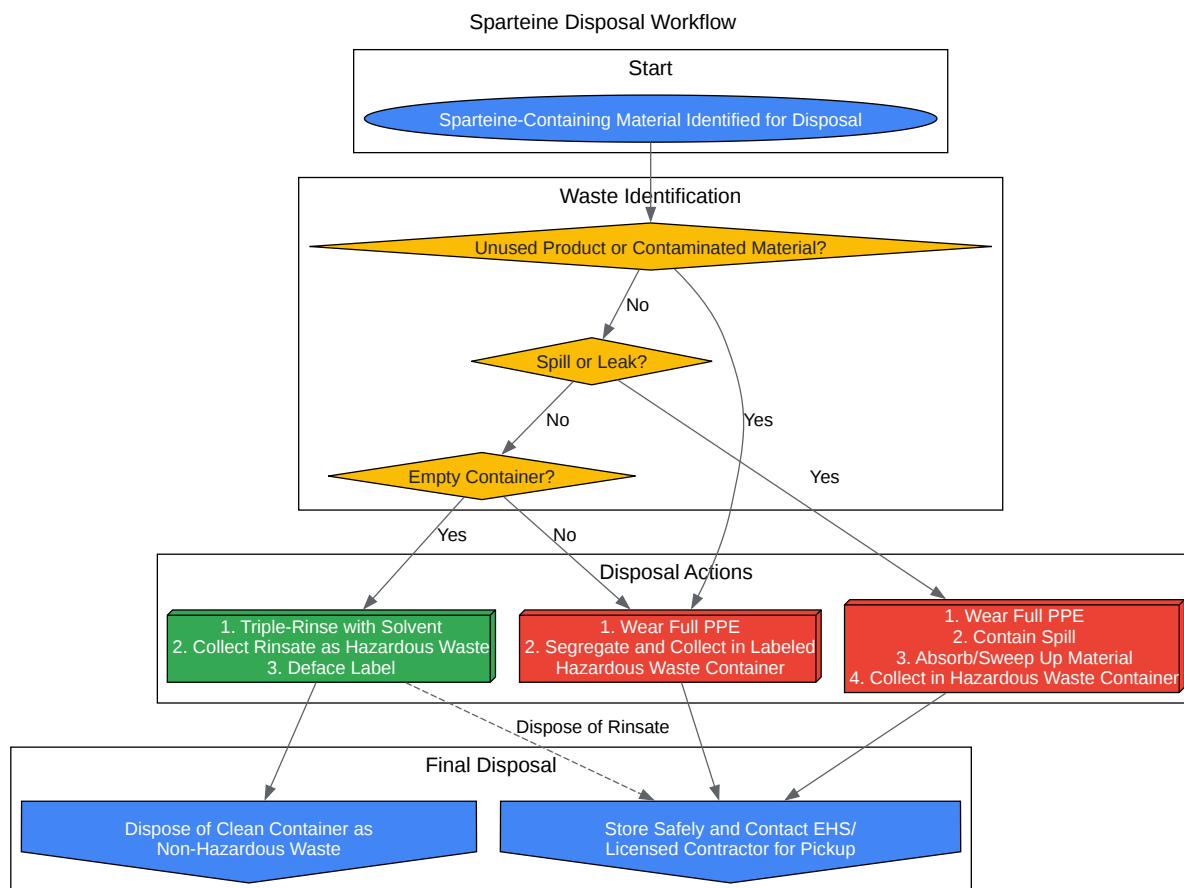 Sparteine Disposal Workflow
Start
Sparteine-Containing Material Identified for Disposal
Waste Identification
Unused Product or Contaminated Material?
No
Spill or Leak?
No
Yes
Empty Container?
Yes
Yes
No
Disposal Actions
1. Triple-Rinse with Solvent
2. Collect Rinsate as Hazardous Waste
3. Deface Label
1. Wear Full PPE
2. Segregate and Collect in Labeled
Hazardous Waste Container
1. Wear Full PPE
2. Contain Spill
3. Absorb/Sweep Up Material
4. Collect in Hazardous Waste Container
Dispose of Rinsate
Final Disposal
Dispose of Clean Container as
Non-Hazardous Waste
Store Safely and Contact EHS/
Licensed Contractor for Pickup